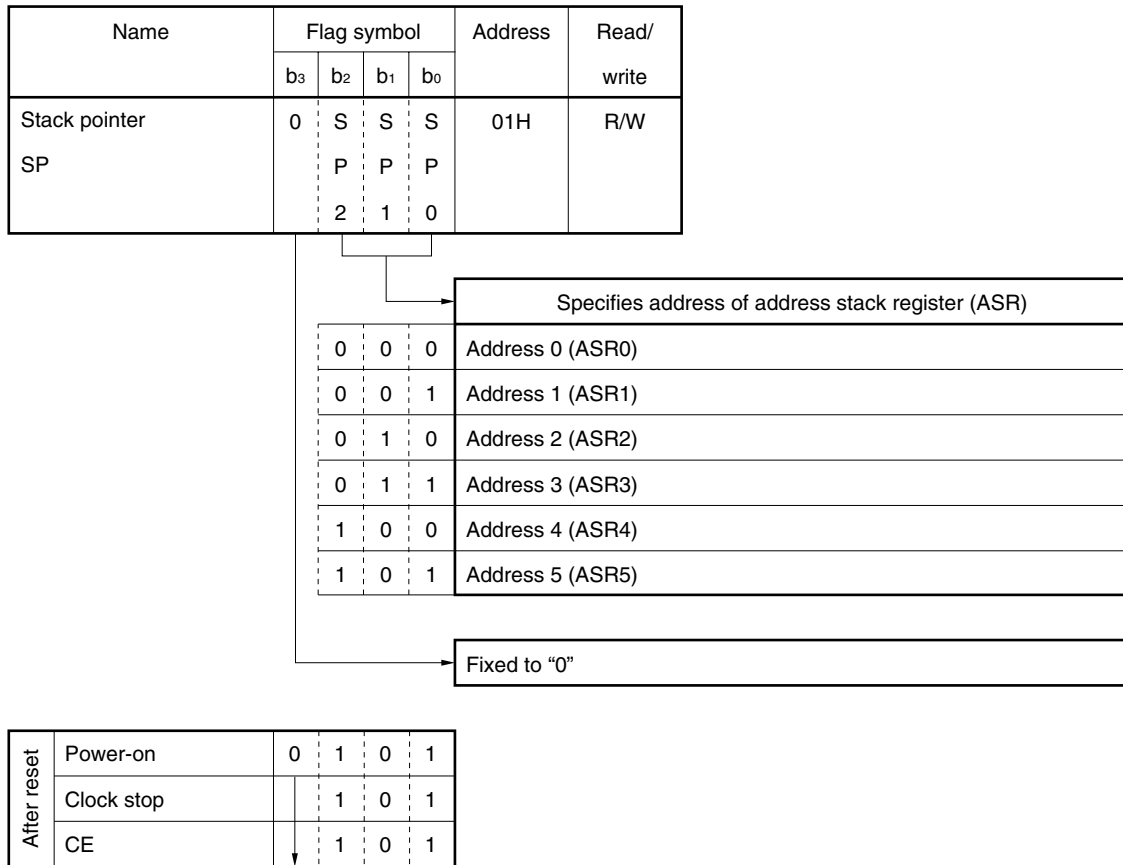 Name Flag symbol Address Read/
b3 b2 b1 b0 write
Stack pointer 0 S S S 01H R/W
SP P P P
2 1 0
Specifies address of address stack register (ASR)
0 0 0 Address 0 (ASR0)
0 0 1 Address 1 (ASR1)
0 1 0 Address 2 (ASR2)
0 1 1 Address 3 (ASR3)
1 0 0 Address 4 (ASR4)
1 0 1 Address 5 (ASR5)
Fixed to “0”
After reset
Power-on 0 1 0 1
Clock stop 1 0 1
CE 1 0 1